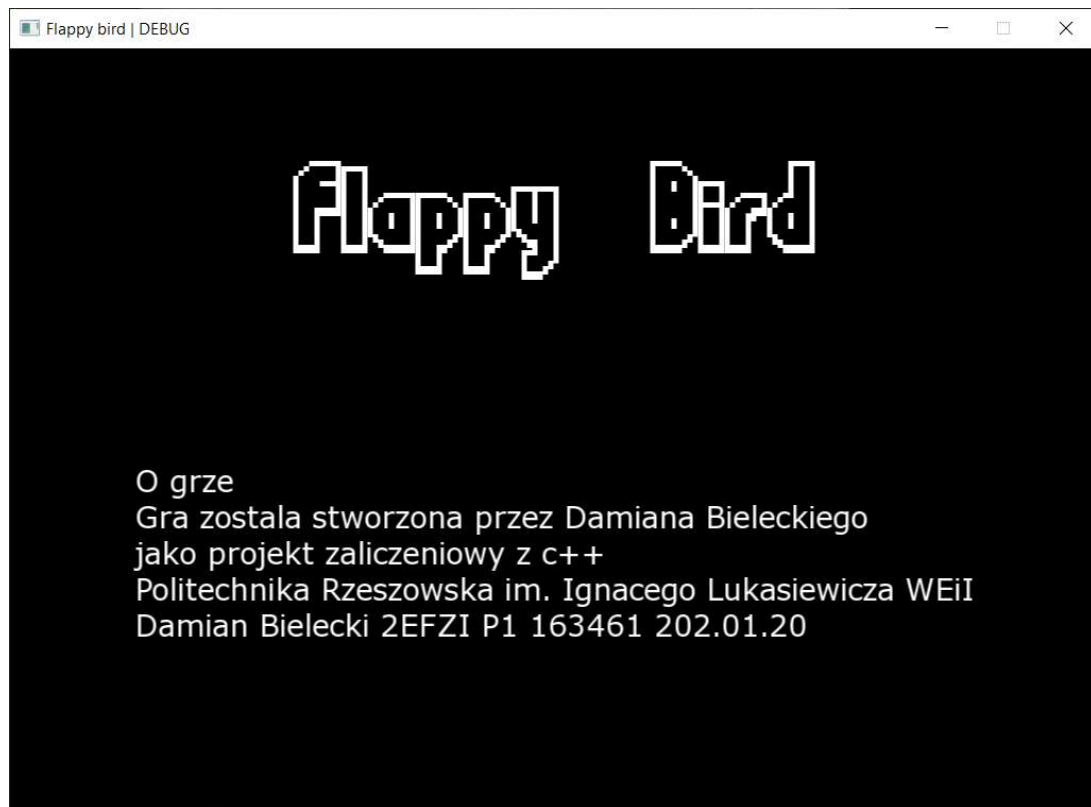 Flappy bird | DEBUG
Flappy Bird
O grze
Gra zostala stworzona przez Damiana Bieleckiego
jako projekt zaliczeniowy z c++
Politechnika Rzeszowska im. Ignacego Lukasiewicza WEiI
Damian Bielecki 2EFZI P1 163461 202.01.20